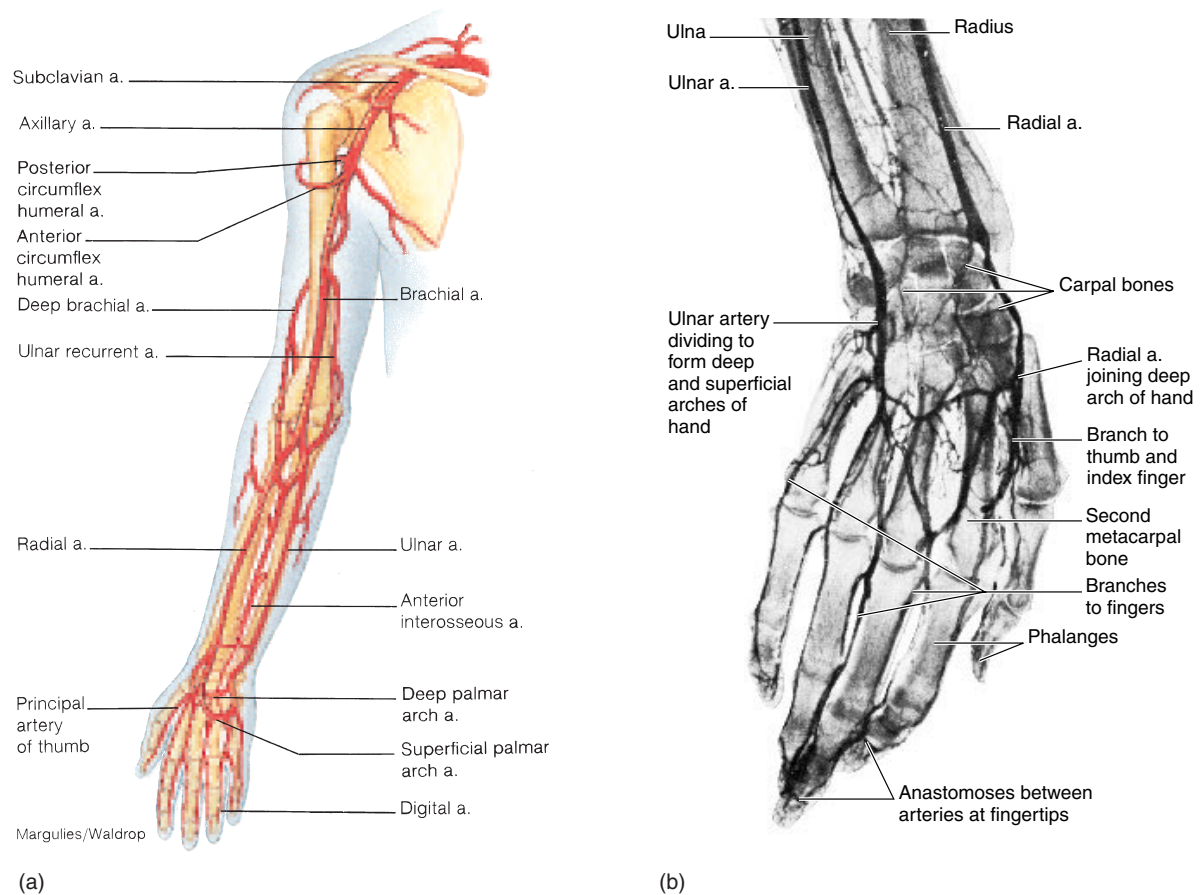 Subclavian a.
Axillary a.
Posterior
circumflex
humeral a.
Anterior
circumflex
humeral a.
Deep brachial a.
Brachial a.
Ulnar recurrent a.
Radial a.
Ulnar a.
Anterior
interosseous a.
Principal
artery
of thumb
Deep palmar
arch a.
Superficial palmar
arch a.
Digital a.
Margulies/Waldrop
(a)
Ulna
Radius
Ulnar a.
Radial a.
Carpal bones
Ulnar artery
dividing to
form deep
and superficial
arches of
hand
Radial a.
joining deep
arch of hand
Branch to
thumb and
index finger
Second
metacarpal
bone
Branches
to fingers
Phalanges
Anastomoses between
arteries at fingertips
(b)